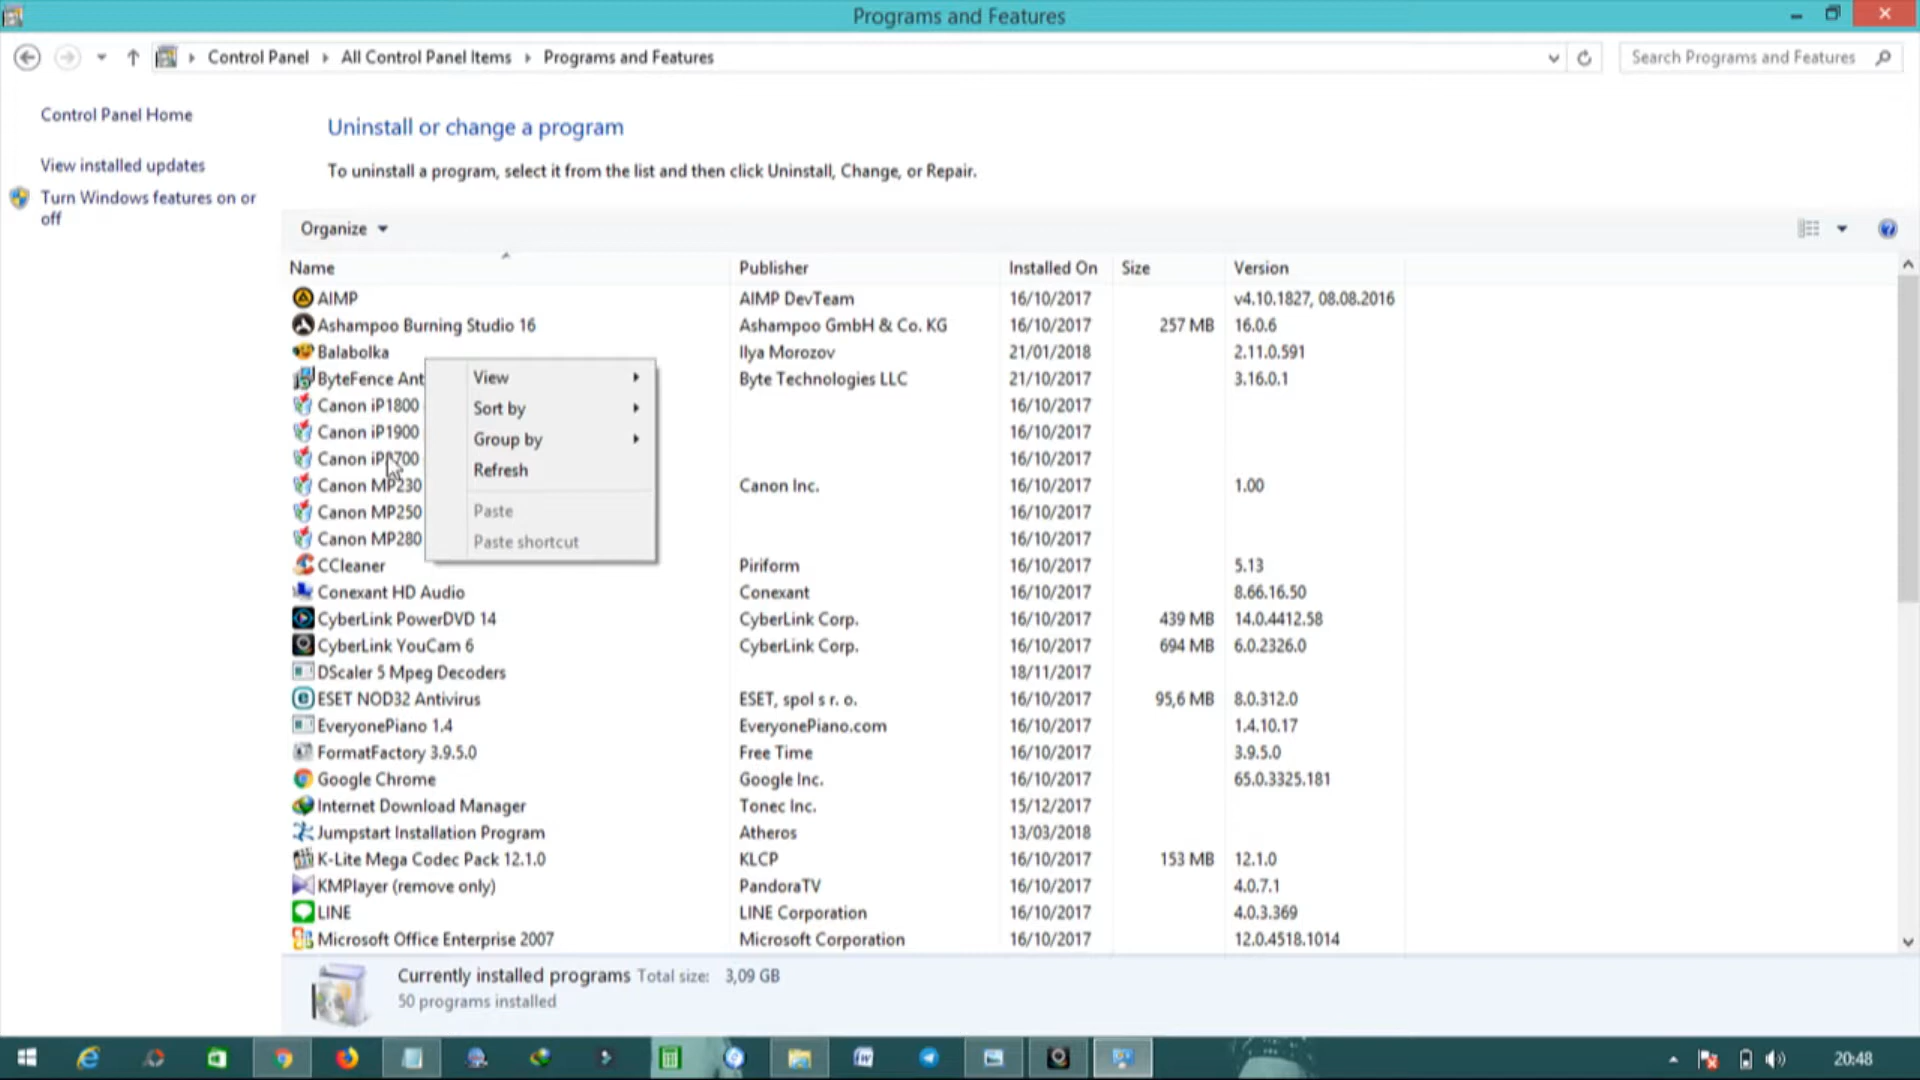 Programs and Features
Control Panel All Control Panel Items Programs and Features
Search Programs and Features
Control Panel Home
View installed updates
Turn Windows features on or
off
Uninstall or change a program
To uninstall a program, select it from the list and then click Uninstall, Change, or Repair.
Organize
Name Publisher Installed On Size Version
AIMP AIMP DevTeam 16/10/2017 v4.10.1827, 08.08.2016
Ashampoo Burning Studio 16 Ashampoo GmbH & Co. KG 16/10/2017 257 MB 16.0.6
Balabolka Ilya Morozov 21/01/2018 2.11.0.591
ByteFence Ant Byte Technologies LLC 21/10/2017 3.16.0.1
Canon iP1800 16/10/2017
Canon iP1900 16/10/2017
Canon 16/10/2017
Canon MP230 Canon Inc. 16/10/2017 1.00
Canon MP250 16/10/2017
Canon MP280 16/10/2017
View
Sort by
Group by
Refresh
Paste
Paste shortcut
CCleaner Piriform 16/10/2017 5.13
Conexant HD Audio Conexant 16/10/2017 8.66.16.50
CyberLink PowerDVD 14 CyberLink Corp. 16/10/2017 439 MB 14.0.4412.58
CyberLink YouCam 6 CyberLink Corp. 16/10/2017 694 MB 6.0.2326.0
DScaler 5 Mpeg Decoders 18/11/2017
ESET NOD32 Antivirus ESET, spol s r. o. 16/10/2017 95,6 MB 8.0.312.0
EveryonePiano 1.4 EveryonePiano.com 16/10/2017 1.4.10.17
FormatFactory 3.9.5.0 Free Time 16/10/2017 3.9.5.0
Google Chrome Google Inc. 16/10/2017 65.0.3325.181
Internet Download Manager Tonec Inc. 15/12/2017
Jumpstart Installation Program Atheros 13/03/2018
K-Lite Mega Codec Pack 12.1.0 KLCP 16/10/2017 153 MB 12.1.0
KMPlayer (remove only) PandoraTV 16/10/2017 4.0.7.1
LINE LINE Corporation 16/10/2017 4.0.3.369
Microsoft Office Enterprise 2007 Microsoft Corporation 16/10/2017 12.0.4518.1014
Currently installed programs Total size: 3,09 GB
50 programs installed
20:48